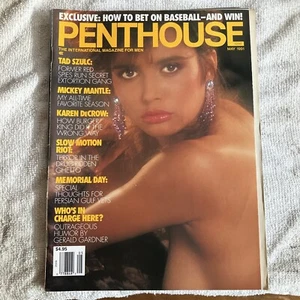 EXCLUSIVE: HOW TO BET ON BASEBALL—AND WIN!
PENTHOUSE
THE INTERNATIONAL MAGAZINE FOR MEN
MAY 1991
TAD SZULC:
FORMER RED
SPIES RUN SECRET
EXTORTION GANG
MICKEY MANTLE:
MY ALL-TIME
FAVORITE SEASON
KAREN DeCROW:
HOW BURGER
KING DID IT THE
WRONG WAY
SLOW MOTION
RIOT:
TERROR IN THE
DRUG-RIDDEN
GHETTO
MEMORIAL DAY:
SPECIAL
THOUGHTS FOR
PERSIAN GULF VETS
WHO'S IN
CHARGE HERE?
OUTRAGEOUS
HUMOR BY
GERALD GARDNER
$4.95